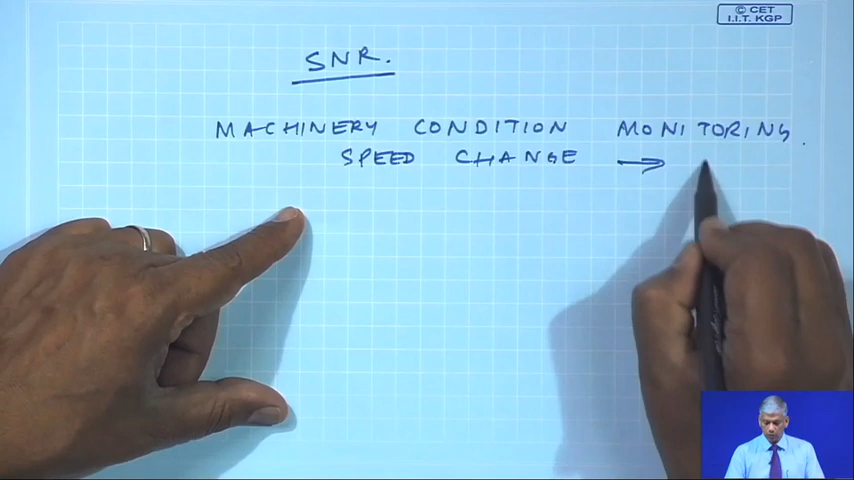 © CET
I.I.T. KGP
SNR.
MACHINERY CONDITION MONITORING.
SPEED CHANGE →